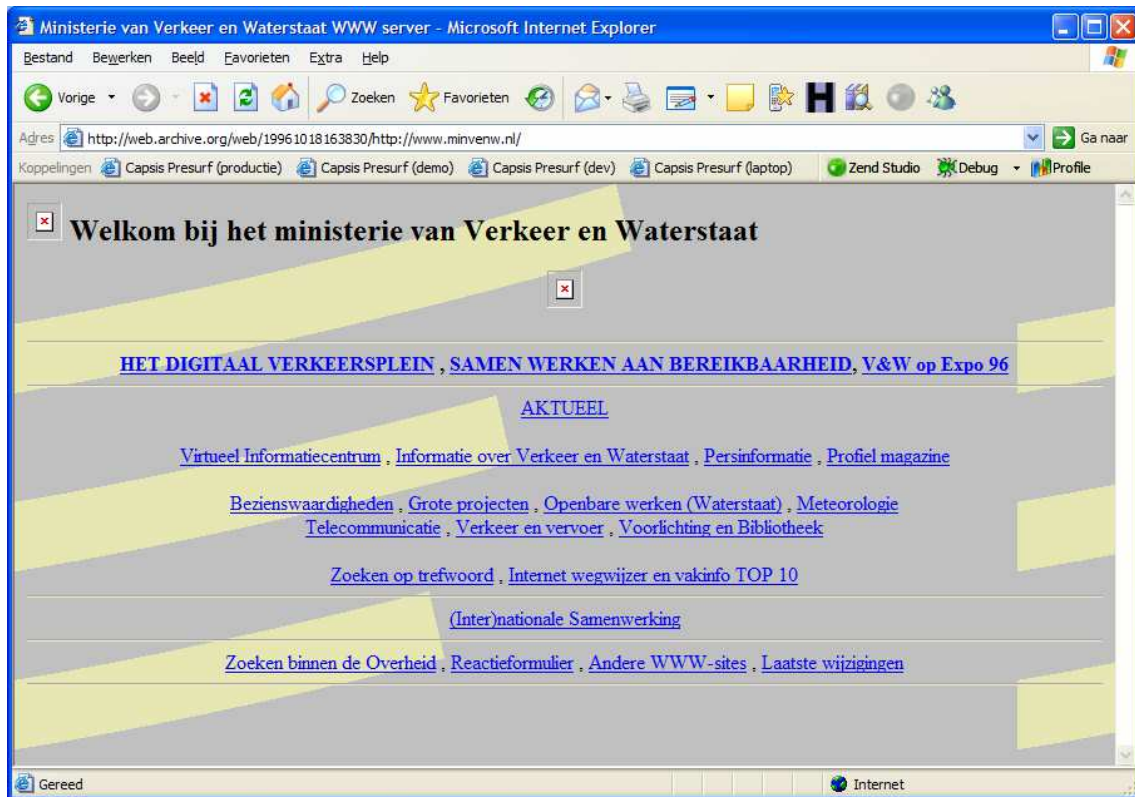 Ministerie van Verkeer en Waterstaat WWW server - Microsoft Internet Explorer
Bestand Bewerken Beeld Favorieten Extra Help
Vorige Zoeken Favorieten
Adres http://web.archive.org/web/19961018163830/http://www.minvenw.nl/ Ga naar
Koppelingen Capsis Presurf (productie) Capsis Presurf (demo) Capsis Presurf (dev) Capsis Presurf (laptop) Zend Studio Debug Profile
Welkom bij het ministerie van Verkeer en Waterstaat
HET DIGITAAL VERKEERSPLEIN , SAMEN WERKEN AAN BEREIKBAARHEID, V&W op Expo 96
AKTUEEL
Virtueel Informatiecentrum , Informatie over Verkeer en Waterstaat , Persinformatie , Profiel magazine
Bezienswaardigheden , Grote projecten , Openbare werken (Waterstaat) , Meteorologie
Telecommunicatie , Verkeer en vervoer , Voorlichting en Bibliotheek
Zoeken op trefwoord , Internet wegwijzer en vakinfo TOP 10
(Inter)nationale Samenwerking
Zoeken binnen de Overheid , Reactieformulier , Andere WWW-sites , Laatste wijzigingen
Gereed Internet